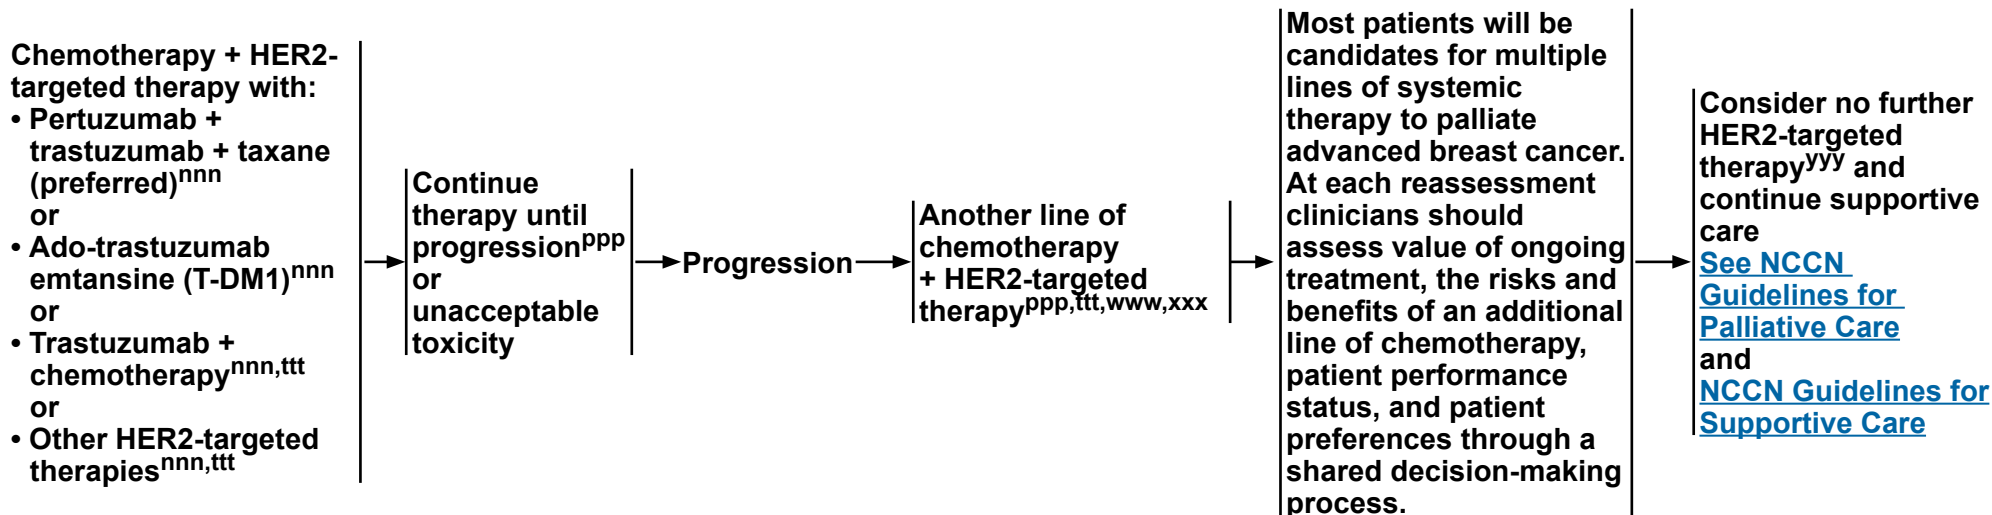 Chemotherapy + HER2-
targeted therapy with:
• Pertuzumab +
trastuzumab + taxane
(preferred)nnn
or
• Ado-trastuzumab
emtansine (T-DM1)nnn
or
• Trastuzumab +
chemotherapynnn,ttt
or
• Other HER2-targeted
therapiesnnn,ttt
Continue
therapy until
progressionppp
or
unacceptable
toxicity
Progression
Another line of
chemotherapy
+ HER2-targeted
therapyppp,ttt,www,xxx
Most patients will be
candidates for multiple
lines of systemic
therapy to palliate
advanced breast cancer.
At each reassessment
clinicians should
assess value of ongoing
treatment, the risks and
benefits of an additional
line of chemotherapy,
patient performance
status, and patient
preferences through a
shared decision-making
process.
Consider no further
HER2-targeted
therapyyyy and
continue supportive
care
See NCCN
Guidelines for
Palliative Care
and
NCCN Guidelines for
Supportive Care